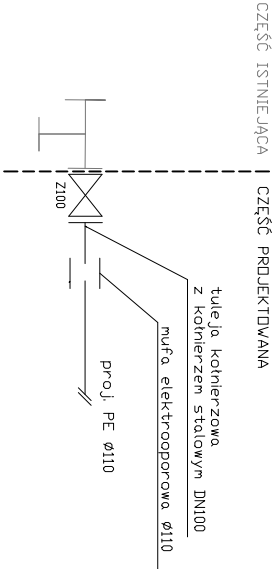 CZĘŚĆ ISTNIEJĄCA
CZĘŚĆ PROJEKTOWANA
tuleja kołnierzowa
z kołnierzem stalowym DN100
mufa elektrooporowa Ø110
proj. PE Ø110
Z100